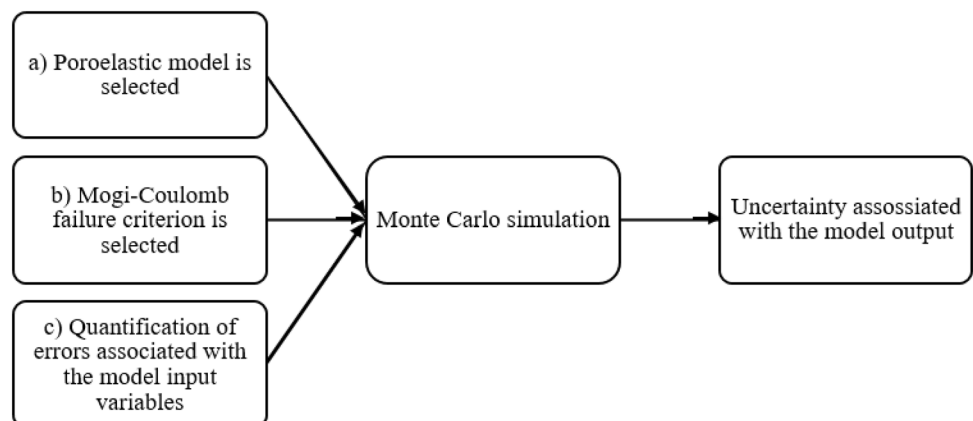 a) Poroelastic model is
selected
b) Mogi-Coulomb
failure criterion is
selected
c) Quantification of
errors associated with
the model input
variables
Monte Carlo simulation
Uncertainty assossiated
with the model output